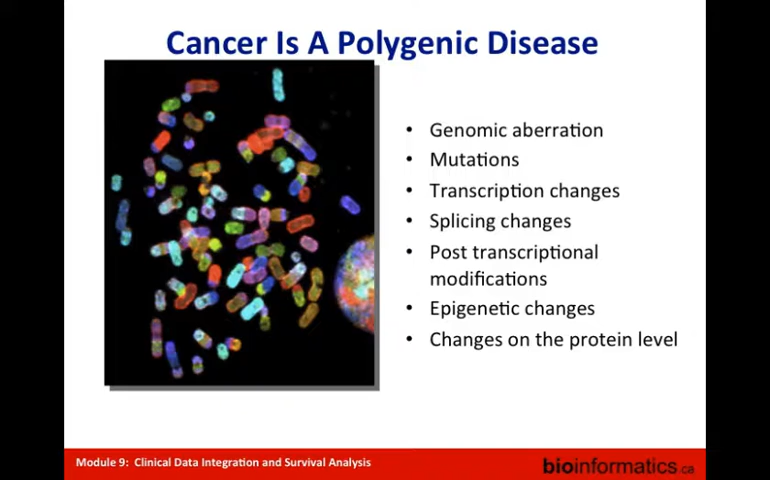 Cancer Is A Polygenic Disease
• Genomic aberration
• Mutations
• Transcription changes
• Splicing changes
• Post transcriptional
modifications
• Epigenetic changes
• Changes on the protein level
Module 9: Clinical Data Integration and Survival Analysis
bioinformatics.ca